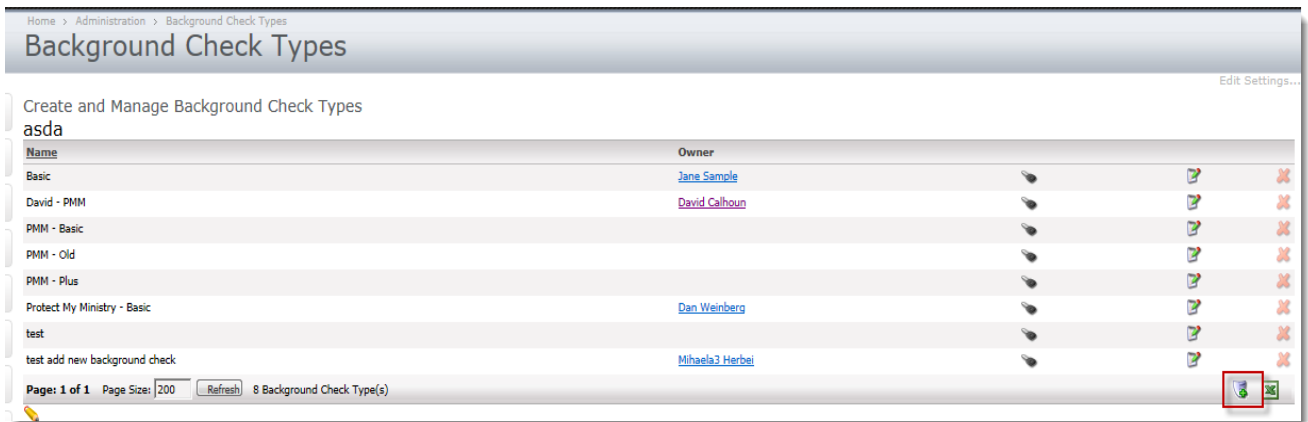 Home > Administration > Background Check Types
Background Check Types
Edit Settings...
Create and Manage Background Check Types
asda
Name Owner
Basic Jane Sample
David - PMM David Calhoun
PMM - Basic
PMM - Old
PMM - Plus
Protect My Ministry - Basic Dan Weinberg
test
test add new background check Mihaela3 Herbei
Page: 1 of 1 Page Size: 200 Refresh 8 Background Check Type(s)